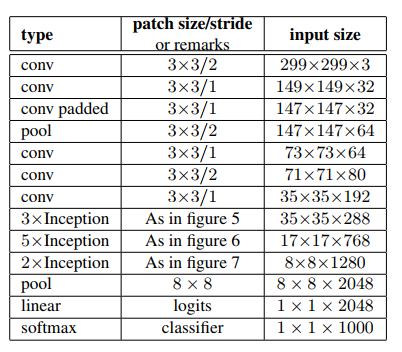 type patch size/stride or remarks input size
conv 3×3/2 299×299×3
conv 3×3/1 149×149×32
conv padded 3×3/1 147×147×32
pool 3×3/2 147×147×64
conv 3×3/1 73×73×64
conv 3×3/2 71×71×80
conv 3×3/1 35×35×192
3×Inception As in figure 5 35×35×288
5×Inception As in figure 6 17×17×768
2×Inception As in figure 7 8×8×1280
pool 8 × 8 8 × 8 × 2048
linear logits 1 × 1 × 2048
softmax classifier 1 × 1 × 1000